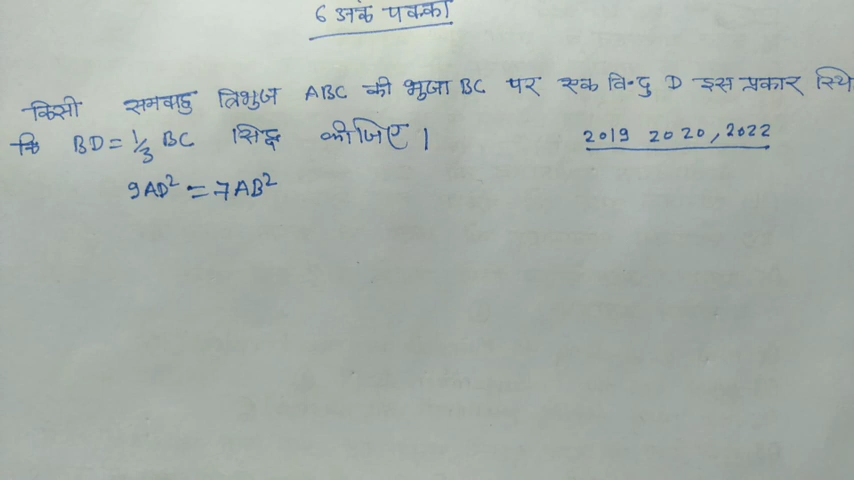 6 अंक पक्का
किसी समबाहु त्रिभुज ABC की भुजा BC पर एक बिन्दु D इस प्रकार स्थि
कि BD = 1/3 BC सिद्ध कीजिए। 2019 2020, 2022
9AD² = 7AB²